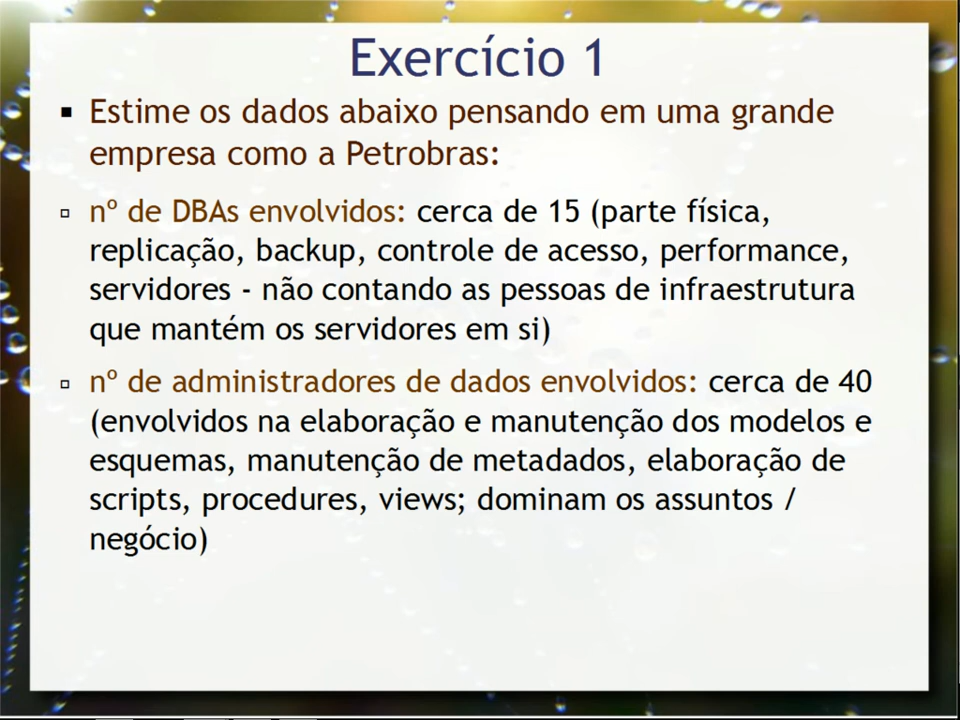 Exercício 1
Estime os dados abaixo pensando em uma grande
empresa como a Petrobras:
nº de DBAs envolvidos: cerca de 15 (parte física,
replicação, backup, controle de acesso, performance,
servidores - não contando as pessoas de infraestrutura
que mantém os servidores em si)
nº de administradores de dados envolvidos: cerca de 40
(envolvidos na elaboração e manutenção dos modelos e
esquemas, manutenção de metadados, elaboração de
scripts, procedures, views; dominam os assuntos /
negócio)